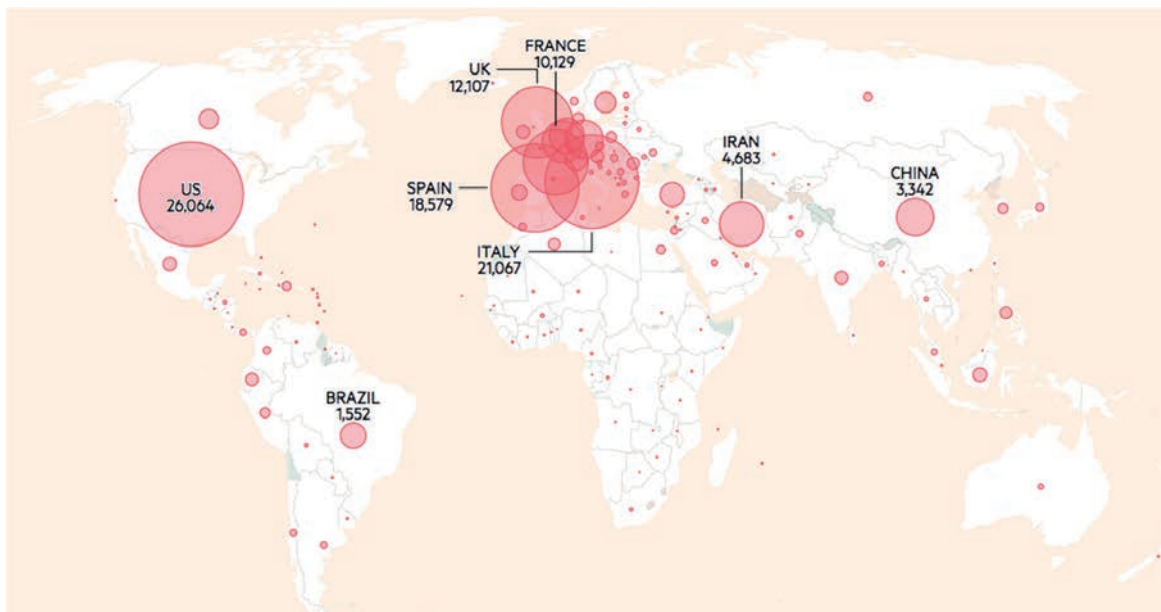 FRANCE
10,129
UK
12,107
IRAN
4,683
CHINA
3,342
US
26,064
SPAIN
18,579
ITALY
21,067
BRAZIL
1,552